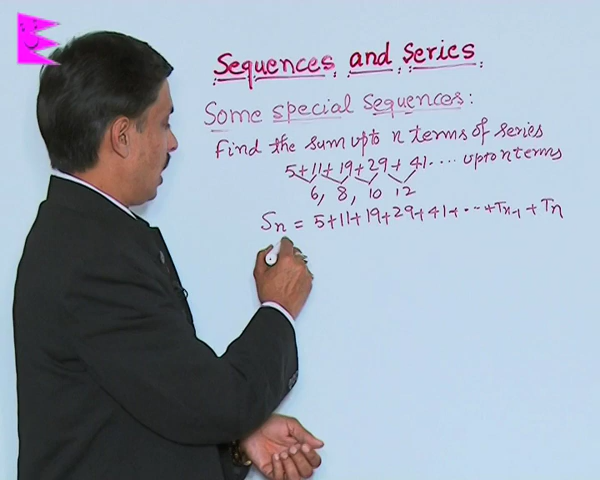 Sequences and Series
Some special Sequences:
Find the sum upto n terms of series
5+11+19+29+41.... upto n terms
6, 8, 10 12
Sn = 5+11+19+29+41+...+Tn-1 + Tn